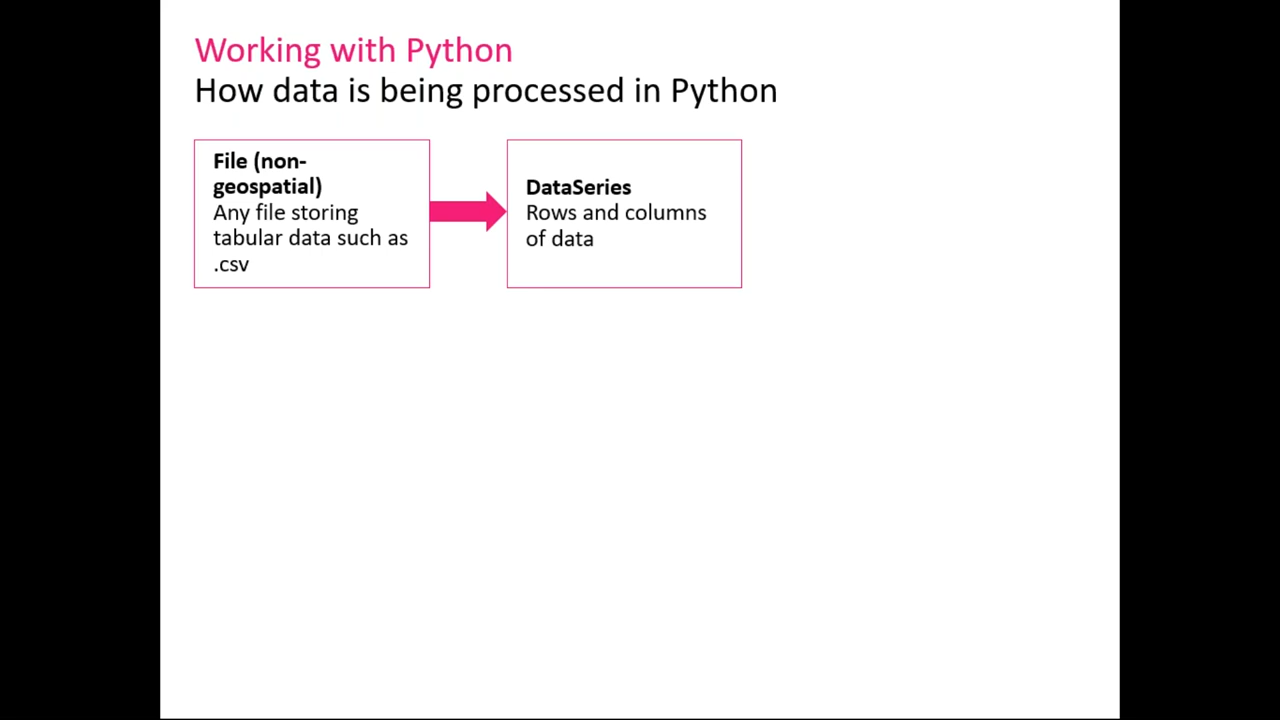 Working with Python
How data is being processed in Python
File (non-
geospatial)
Any file storing
tabular data such as
.csv
DataSeries
Rows and columns
of data